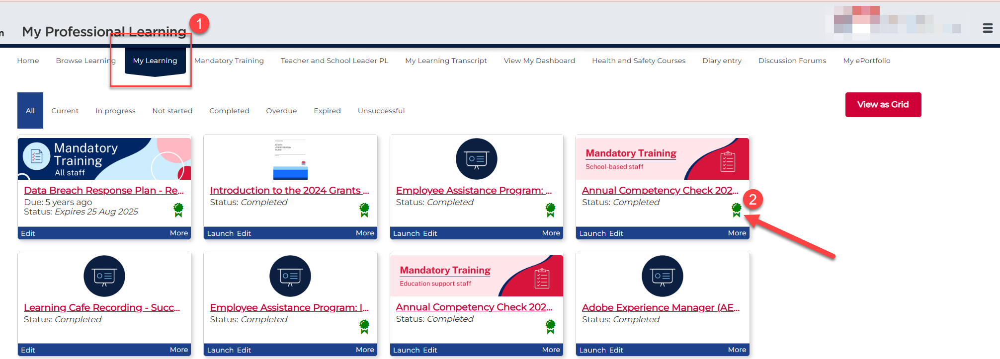 n
My Professional Learning
1
Home Browse Learning My Learning Mandatory Training Teacher and School Leader PL My Learning Transcript View My Dashboard Health and Safety Courses Diary entry Discussion Forums My ePortfolio
All Current In progress Not started Completed Overdue Expired Unsuccessful
View as Grid
Mandatory
Training
All staff
Data Breach Response Plan - Re...
Due: 5 years ago
Status: Expires 25 Aug 2025
Edit More
Grants
Administration
Guide
Introduction to the 2024 Grants ...
Status: Completed
Launch Edit More
Employee Assistance Program: ...
Status: Completed
Launch Edit More
Mandatory Training
School-based staff
Annual Competency Check 202...
Status: Completed
2
Launch Edit More
Learning Cafe Recording - Succ...
Status: Completed
Edit More
Employee Assistance Program: I...
Status: Completed
Launch Edit More
Mandatory Training
Education support staff
Annual Competency Check 202...
Status: Completed
Launch Edit More
Adobe Experience Manager (AE...
Status: Completed
Launch Edit More